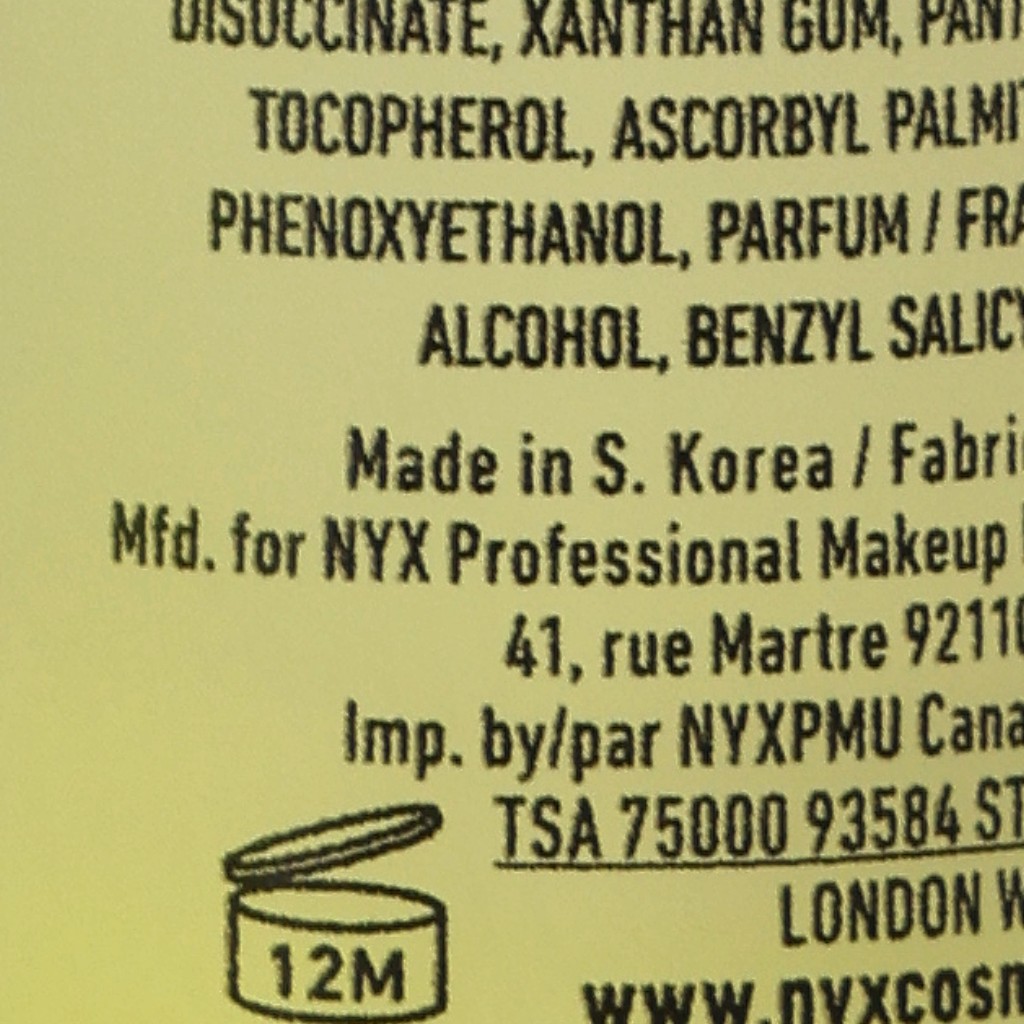 DISUCCINATE, XANTHAN GUM,
TOCOPHEROL, ASCORBYL
PHENOXYETHANOL, PARFUM /
ALCOHOL, BENZYL
Made in S. Korea /
Mfd. for NYX Professional Makeup
41, rue Martre
Imp. by/par NYXPMU
TSA 75000 93584
LONDON
12M